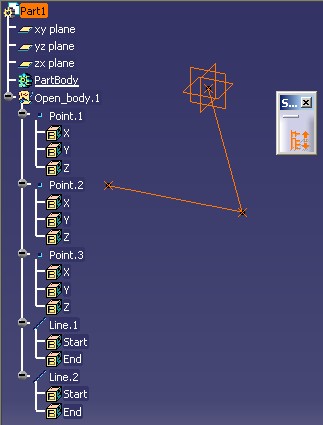 Part1
xy plane
yz plane
zx plane
PartBody
Open_body.1
Point.1
X
Y
Z
Point.2
X
Y
Z
Point.3
X
Y
Z
Line.1
Start
End
Line.2
Start
End
S...